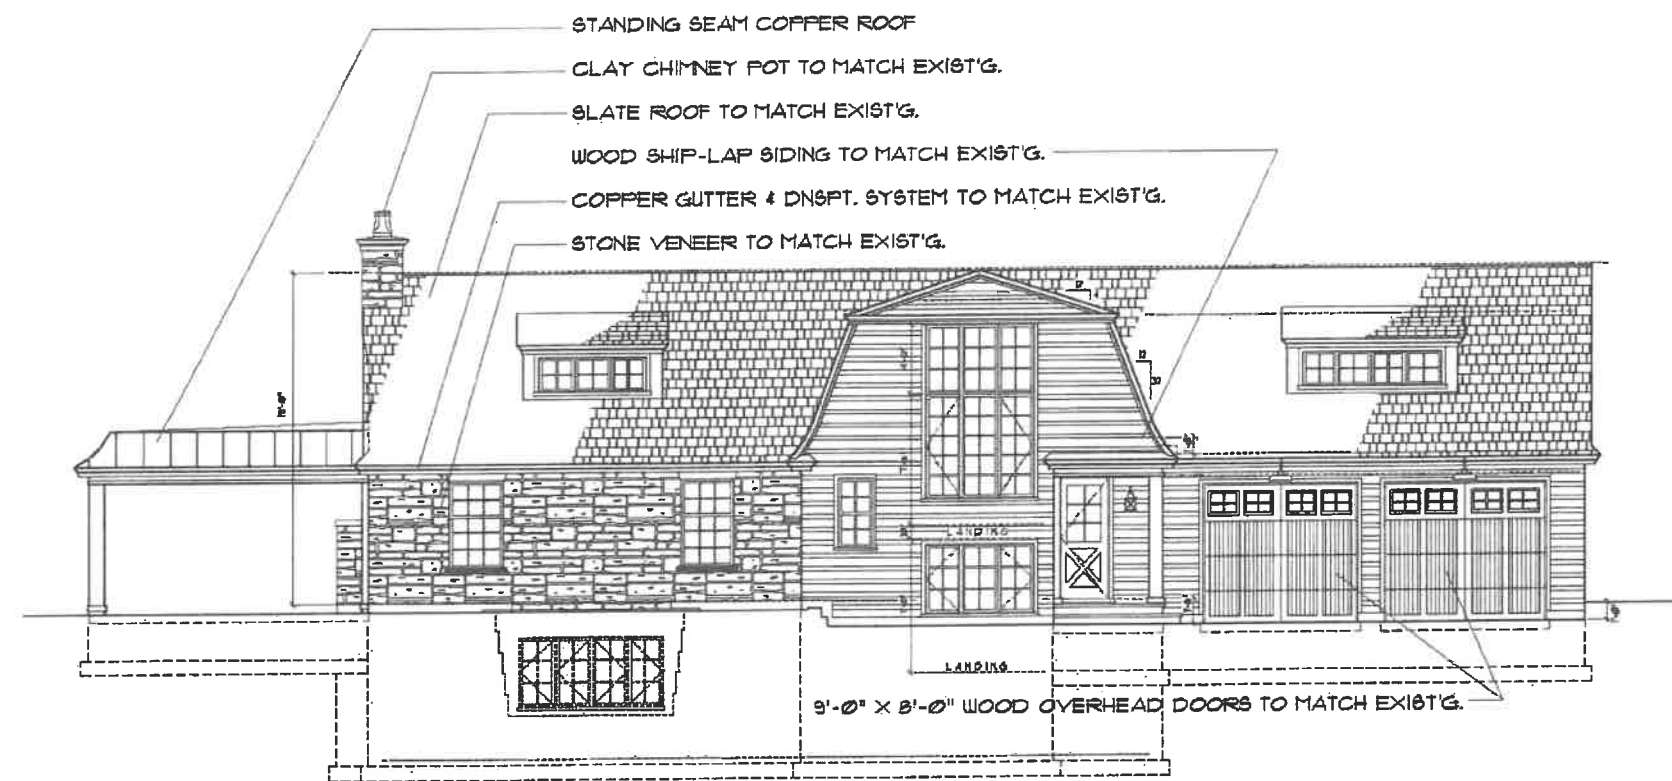 STANDING SEAM COPPER ROOF
CLAY CHIMNEY POT TO MATCH EXIST'G.
SLATE ROOF TO MATCH EXIST'G.
WOOD SHIP-LAP SIDING TO MATCH EXIST'G.
COPPER GUTTER & DNSPT. SYSTEM TO MATCH EXIST'G.
STONE VENEER TO MATCH EXIST'G.
12
4
LANDING
LANDING
9'-0" X 8'-0" WOOD OVERHEAD DOORS TO MATCH EXIST'G.